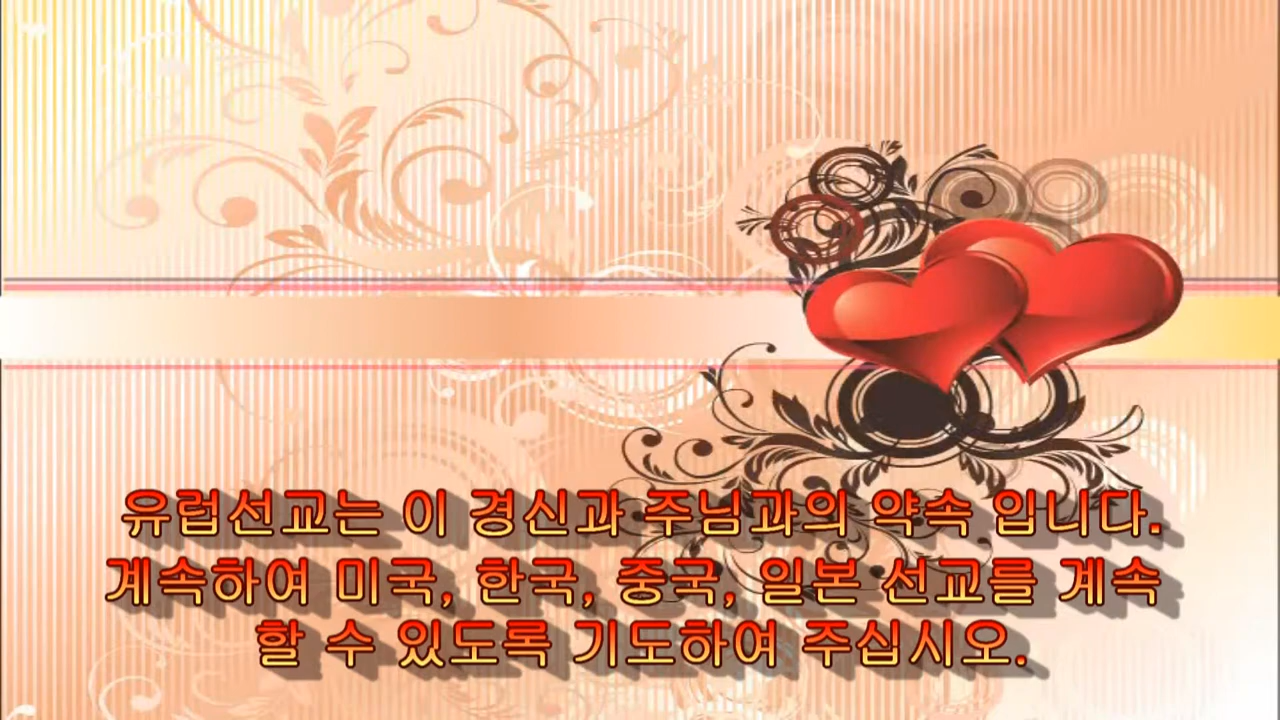 유럽선교는 이 경신과 주님과의 약속 입니다.
계속하여 미국, 한국, 중국, 일본 선교를 계속
할 수 있도록 기도하여 주십시오.